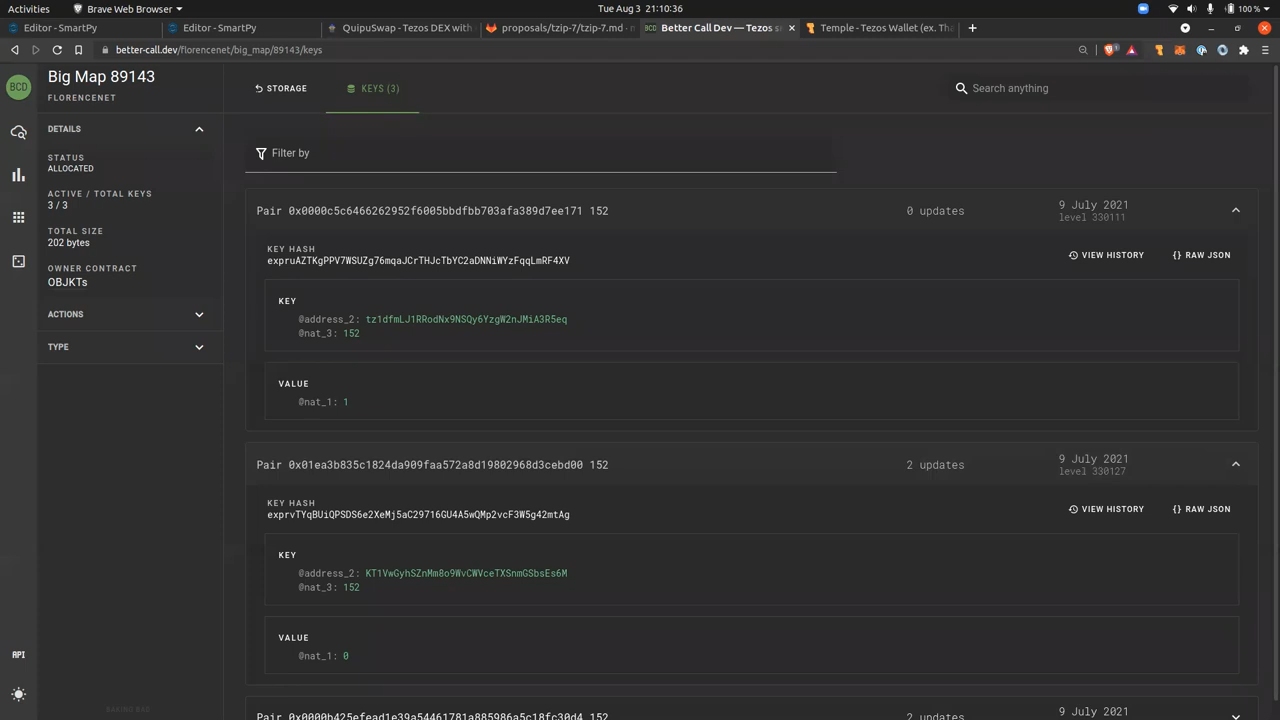 Activities
Brave Web Browser
Tue Aug 3 21:10:36
100 %
Editor - SmartPy
Editor - SmartPy
QuipuSwap - Tezos DEX with
proposals/tzip-7/tzip-7.md · m
BCD Better Call Dev — Tezos s
Temple - Tezos Wallet (ex. Tha
better-call.dev/florencenet/big_map/89143/keys
BCD
Big Map 89143
FLORENCENET
STORAGE
KEYS (3)
Search anything
DETAILS
STATUS
ALLOCATED
ACTIVE / TOTAL KEYS
3 / 3
TOTAL SIZE
202 bytes
OWNER CONTRACT
OBJKTs
ACTIONS
TYPE
API
BAKING BAD
Filter by
Pair 0x0000c5c6466262952f6005bbdfbb703afa389d7ee171 152
0 updates
9 July 2021
level 330111
KEY HASH
expruAZTKgPPV7WSUZg76mqaJCrTHJcTbYC2aDNNiWYzFqqLmRF4XV
VIEW HISTORY
{} RAW JSON
KEY
@address_2: tz1dfmLJ1RRodNx9NSQy6YzgW2nJMiA3R5eq
@nat_3: 152
VALUE
@nat_1: 1
Pair 0x01ea3b835c1824da909faa572a8d19802968d3cebd00 152
2 updates
9 July 2021
level 330127
KEY HASH
exprvTYqBUiQPSDS6e2XeMj5aC29716GU4A5wQMp2vcF3W5g42mtAg
VIEW HISTORY
{} RAW JSON
KEY
@address_2: KT1VwGyhSZnMm8o9WvCWVceTXSnmGSbsEs6M
@nat_3: 152
VALUE
@nat_1: 0
Pair 0x0000b425efead1e39a54461781a885986a5c18fc30d4 152
2 updates
9 July 2021